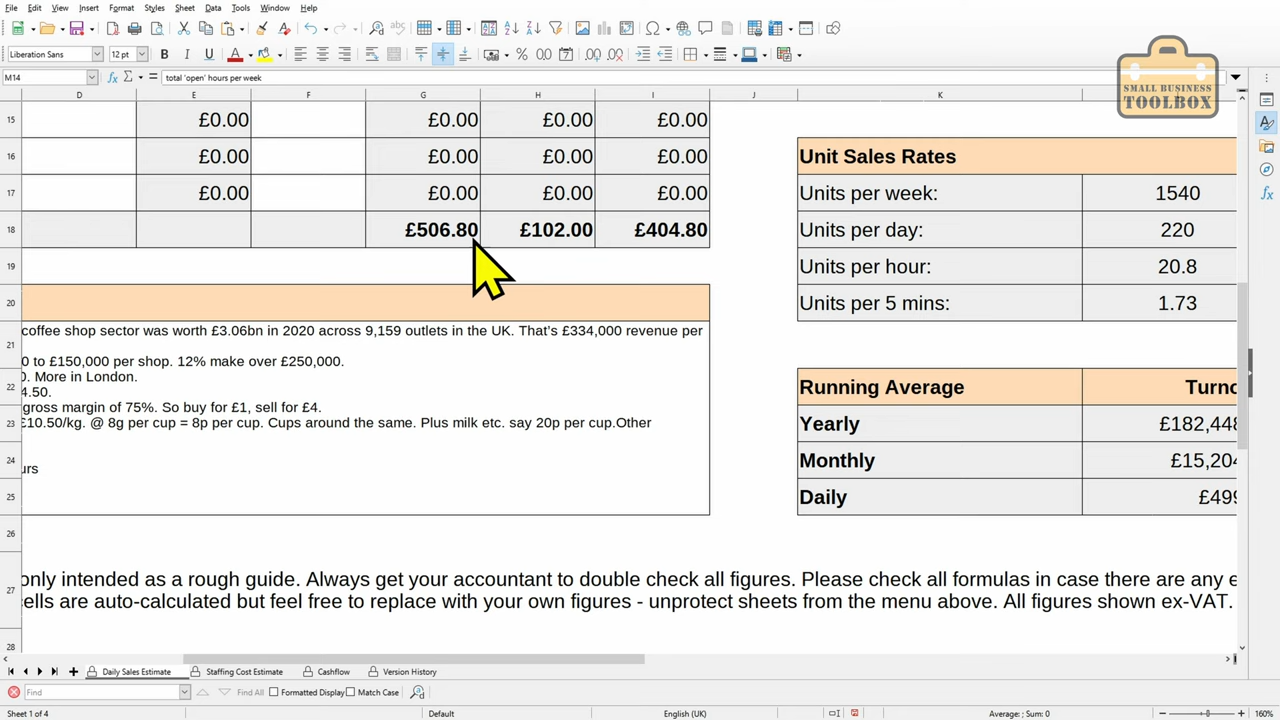 File Edit View Insert Format Styles Sheet Data Tools Window Help
Liberation Sans 12 pt
M14 total 'open' hours per week
SMALL BUSINESS
TOOLBOX
D E F G H I J K
15 £0.00 £0.00 £0.00 £0.00
16 £0.00 £0.00 £0.00 £0.00 Unit Sales Rates
17 £0.00 £0.00 £0.00 £0.00 Units per week: 1540
18 £506.80 £102.00 £404.80 Units per day: 220
19 Units per hour: 20.8
20 Units per 5 mins: 1.73
21 coffee shop sector was worth £3.06bn in 2020 across 9,159 outlets in the UK. That's £334,000 revenue per
0 to £150,000 per shop. 12% make over £250,000.
22 0. More in London.
4.50.
23 gross margin of 75%. So buy for £1, sell for £4.
£10.50/kg. @ 8g per cup = 8p per cup. Cups around the same. Plus milk etc. say 20p per cup.Other
24 urs
25
Running Average Turno
Yearly £182,448
Monthly £15,204
Daily £499
26
27 only intended as a rough guide. Always get your accountant to double check all figures. Please check all formulas in case there are any e
ells are auto-calculated but feel free to replace with your own figures - unprotect sheets from the menu above. All figures shown ex-VAT.
28
Daily Sales Estimate Staffing Cost Estimate Cashflow Version History
Find Find All Formatted Display Match Case
Sheet 1 of 4 Default English (UK) Average: ; Sum: 0 160%